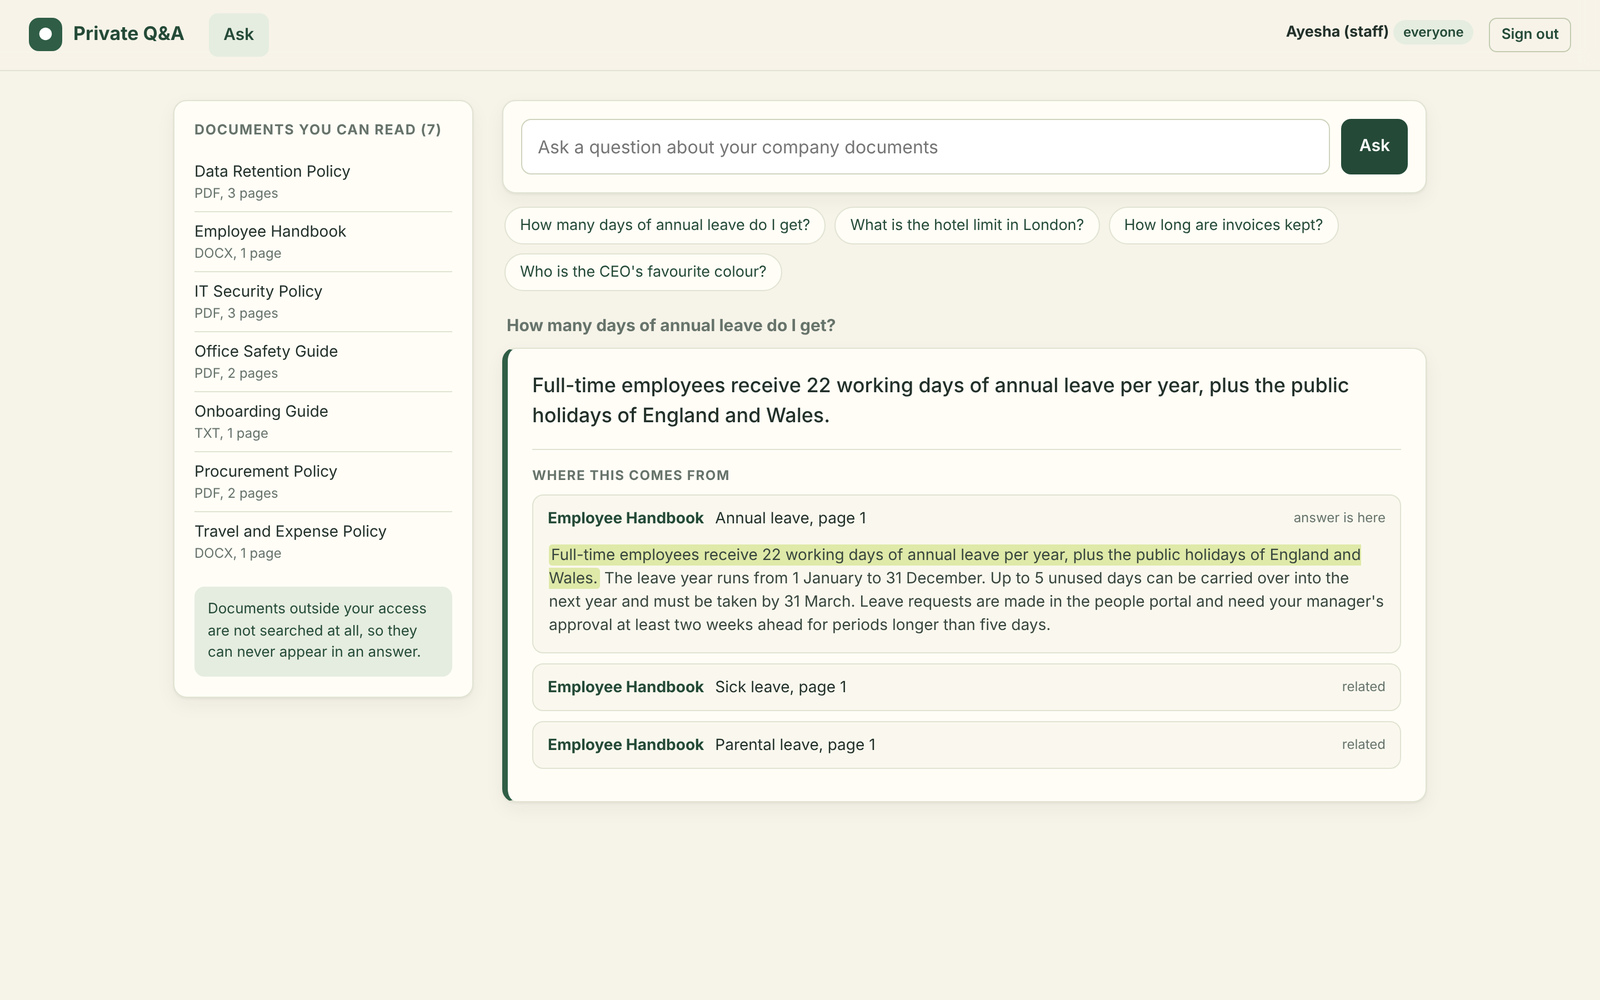 Private Q&A
Ask
Ayesha (staff)
everyone
Sign out
DOCUMENTS YOU CAN READ (7)
Data Retention Policy
PDF, 3 pages
Employee Handbook
DOCX, 1 page
IT Security Policy
PDF, 3 pages
Office Safety Guide
PDF, 2 pages
Onboarding Guide
TXT, 1 page
Procurement Policy
PDF, 2 pages
Travel and Expense Policy
DOCX, 1 page
Documents outside your access
are not searched at all, so they
can never appear in an answer.
Ask a question about your company documents
Ask
How many days of annual leave do I get?
What is the hotel limit in London?
How long are invoices kept?
Who is the CEO's favourite colour?
How many days of annual leave do I get?
Full-time employees receive 22 working days of annual leave per year, plus the public
holidays of England and Wales.
WHERE THIS COMES FROM
Employee Handbook Annual leave, page 1
answer is here
Full-time employees receive 22 working days of annual leave per year, plus the public holidays of England and
Wales. The leave year runs from 1 January to 31 December. Up to 5 unused days can be carried over into the
next year and must be taken by 31 March. Leave requests are made in the people portal and need your manager's
approval at least two weeks ahead for periods longer than five days.
Employee Handbook Sick leave, page 1
related
Employee Handbook Parental leave, page 1
related